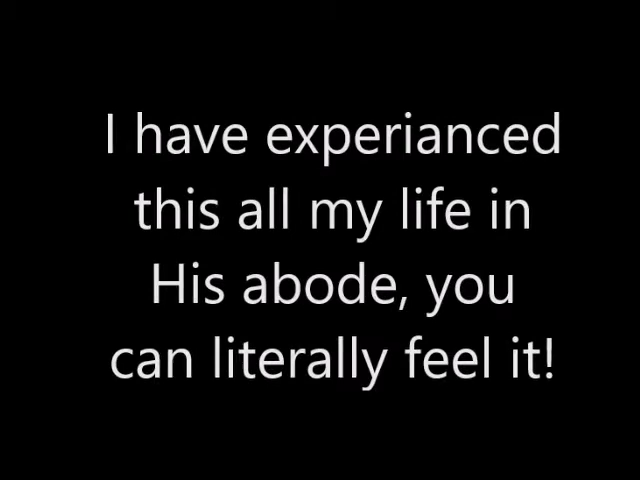 I have experianced
this all my life in
His abode, you
can literally feel it!